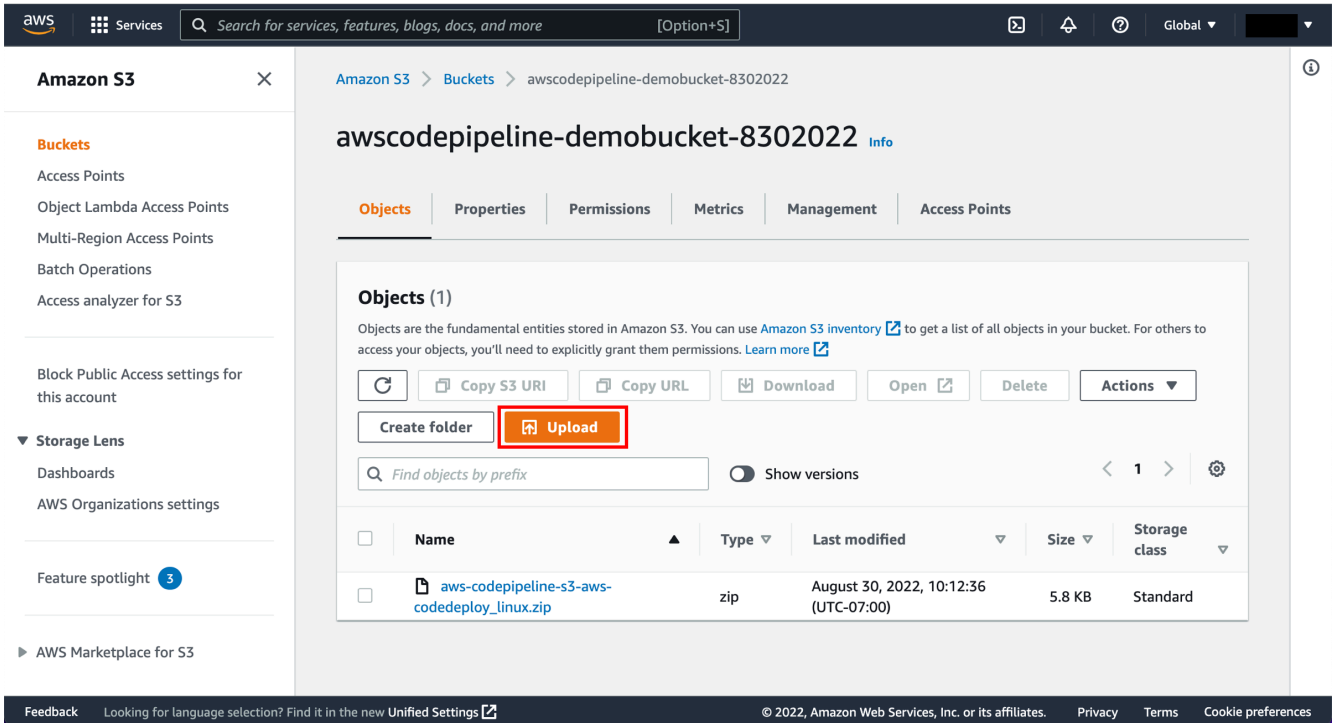 aws
Services
Search for services, features, blogs, docs, and more
[Option+S]
Global
Amazon S3
Buckets
Access Points
Object Lambda Access Points
Multi-Region Access Points
Batch Operations
Access analyzer for S3
Block Public Access settings for
this account
Storage Lens
Dashboards
AWS Organizations settings
Feature spotlight 3
AWS Marketplace for S3
Amazon S3 > Buckets > awscodepipeline-demobucket-8302022
awscodepipeline-demobucket-8302022 Info
Objects Properties Permissions Metrics Management Access Points
Objects (1)
Objects are the fundamental entities stored in Amazon S3. You can use Amazon S3 inventory to get a list of all objects in your bucket. For others to
access your objects, you'll need to explicitly grant them permissions. Learn more
Copy S3 URI Copy URL Download Open Delete Actions
Create folder Upload
Find objects by prefix Show versions 1
Name Type Last modified Size Storage
class
aws-codepipeline-s3-aws-
codedeploy_linux.zip
zip
August 30, 2022, 10:12:36
(UTC-07:00)
5.8 KB
Standard
Feedback Looking for language selection? Find it in the new Unified Settings © 2022, Amazon Web Services, Inc. or its affiliates. Privacy Terms Cookie preferences